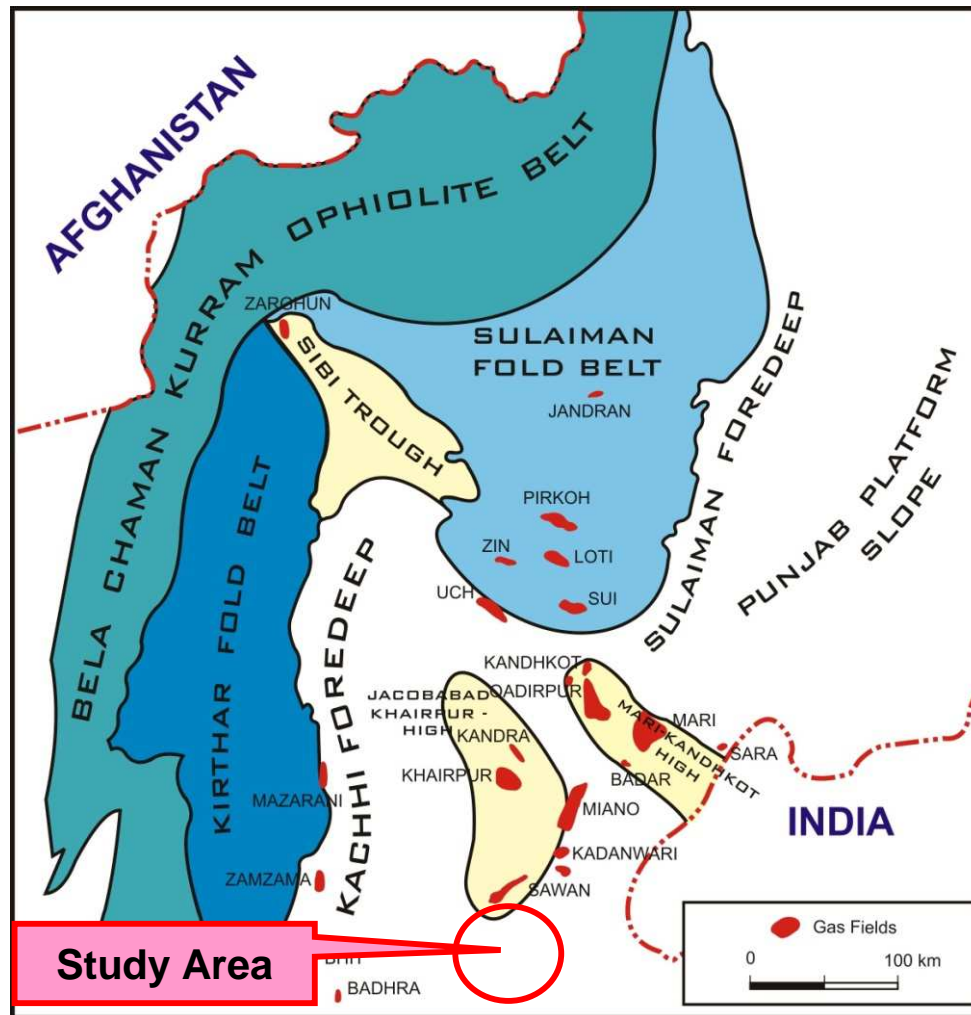 AFGHANISTAN
BELA CHAMAN KURRAM OPHIOLITE BELT
ZARGHUN
SIBI TROUGH
SULAIMAN
FOLD BELT
JANDRAN
SULAIMAN FOREDEEP
PUNJAB PLATFORM
SLOPE
KIRTHAR FOLD BELT
KACHHI FOREDEEP
PIRKOH
ZIN
LOTI
UCH
SUI
KANDHKOT
QADIRPUR
JACOBABAD
KHAIRPUR -
HIGH
KANDRA
KHAIRPUR
MARI
MARI-KANDHKOT
HIGH
SARA
BADAR
MAZARANI
MIANO
INDIA
KADANWARI
ZAMZAMA
SAWAN
Study Area
BADHRA
Gas Fields
0 100 km